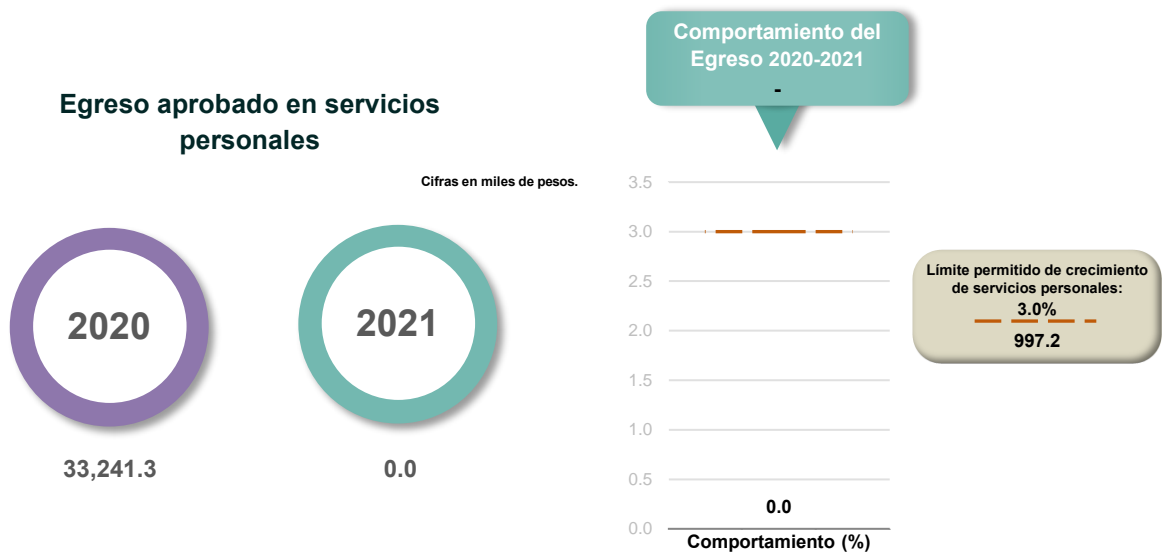 Egreso aprobado en servicios
personales
Cifras en miles de pesos.
2020
2021
33,241.3
0.0
Comportamiento del
Egreso 2020-2021
-
3.5
3.0
2.5
2.0
1.5
1.0
0.5
0.0
0.0
Comportamiento (%)
Límite permitido de crecimiento
de servicios personales:
3.0%
997.2